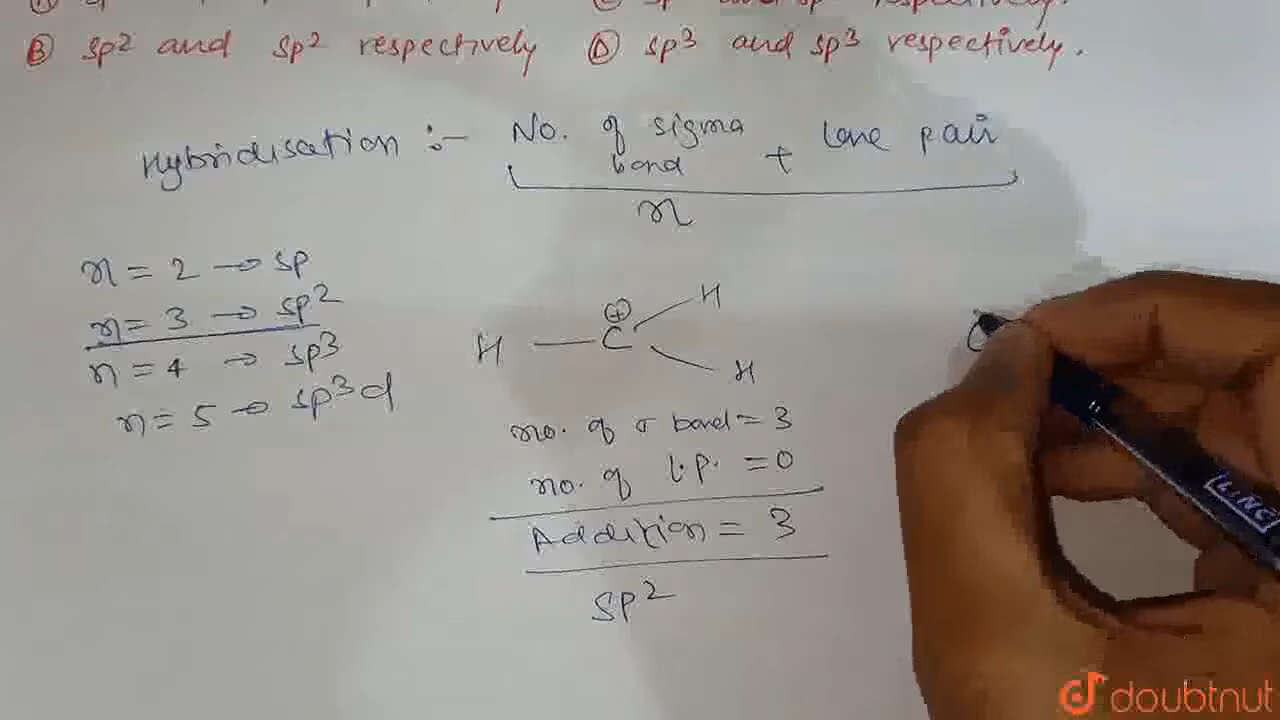 B sp2 and sp2 respectively D sp3 and sp3 respectively.
Hybridisation :- No. of sigma bond + Lone pair
n
n = 2 → sp
n = 3 → sp2
n = 4 → sp3
n = 5 → sp3d
H — C⊕ H
H
no. of σ bond = 3
no. of l.p. = 0
Addition = 3
sp2
LINC
doubtnut